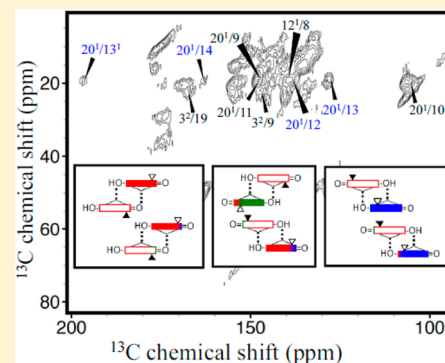 20¹/13¹
20¹/14
20¹/9
12¹/8
20¹/11
3²/19
3²/9
20¹/12
20¹/13
20¹/10
¹³C chemical shift (ppm)
20
40
60
80
HO
=O
HO
=O
HO
=O
HO
=O
HO
=O
O=
OH
O=
OH
HO
=O
O=
OH
HO
=O
O=
OH
HO
=O
200
150
100
¹³C chemical shift (ppm)